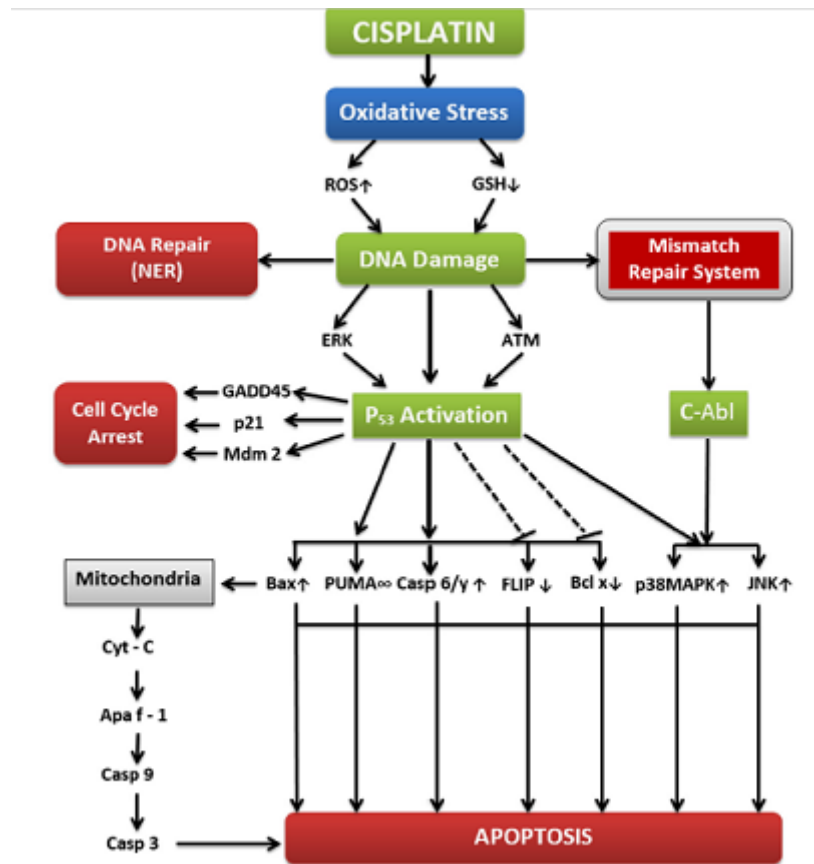 CISPLATIN
Oxidative Stress
ROS↑ GSH↓
DNA Repair
(NER)
DNA Damage
Mismatch
Repair System
ERK ATM
Cell Cycle
Arrest
GADD45
p21
Mdm 2
P₅₃ Activation
C-Abl
Mitochondria
Bax↑ PUMA∞ Casp 6/y ↑ FLIP ↓ Bcl x↓ p38MAPK↑ JNK↑
Cyt - C
Apa f - 1
Casp 9
Casp 3
APOPTOSIS